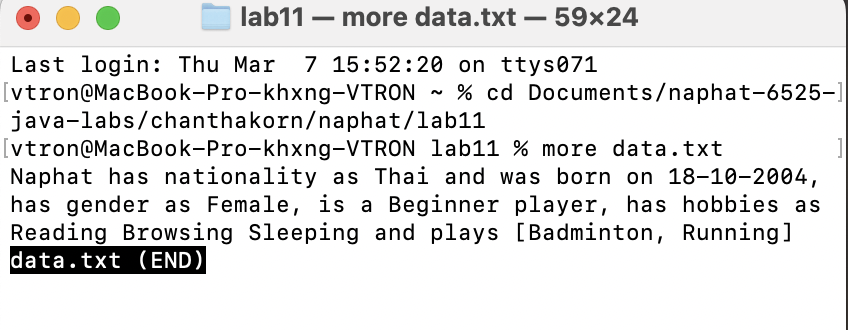 lab11 — more data.txt — 59×24
Last login: Thu Mar  7 15:52:20 on ttys071
[vtron@MacBook-Pro-khxng-VTRON ~ % cd Documents/naphat-6525-]
java-labs/chanthakorn/naphat/lab11
[vtron@MacBook-Pro-khxng-VTRON lab11 % more data.txt        ]
Naphat has nationality as Thai and was born on 18-10-2004,
has gender as Female, is a Beginner player, has hobbies as
Reading Browsing Sleeping and plays [Badminton, Running]
data.txt (END)